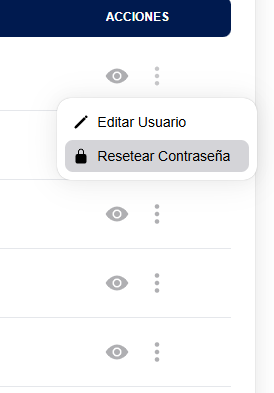 ACCIONES
Editar Usuario
Resetear Contraseña